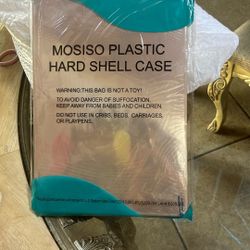 MOSISO PLASTIC
HARD SHELL CASE
WARNING:THIS BAG IS NOT A TOY!
TO AVOID DANGER OF SUFFOCATION,
KEEP AWAY FROM BABIES AND CHILDREN.
DO NOT USE IN CRIBS, BEDS, CARRIAGES,
OR PLAYPENS.